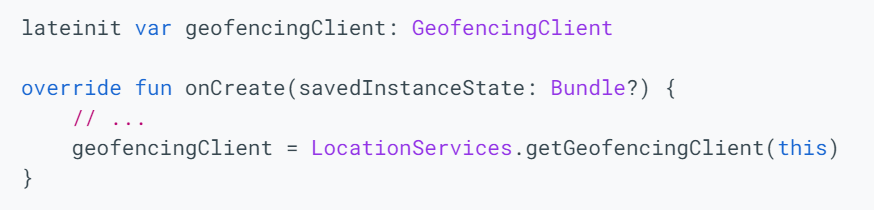 lateinit var geofencingClient: GeofencingClient
override fun onCreate(savedInstanceState: Bundle?) {
// ...
geofencingClient = LocationServices.getGeofencingClient(this)
}